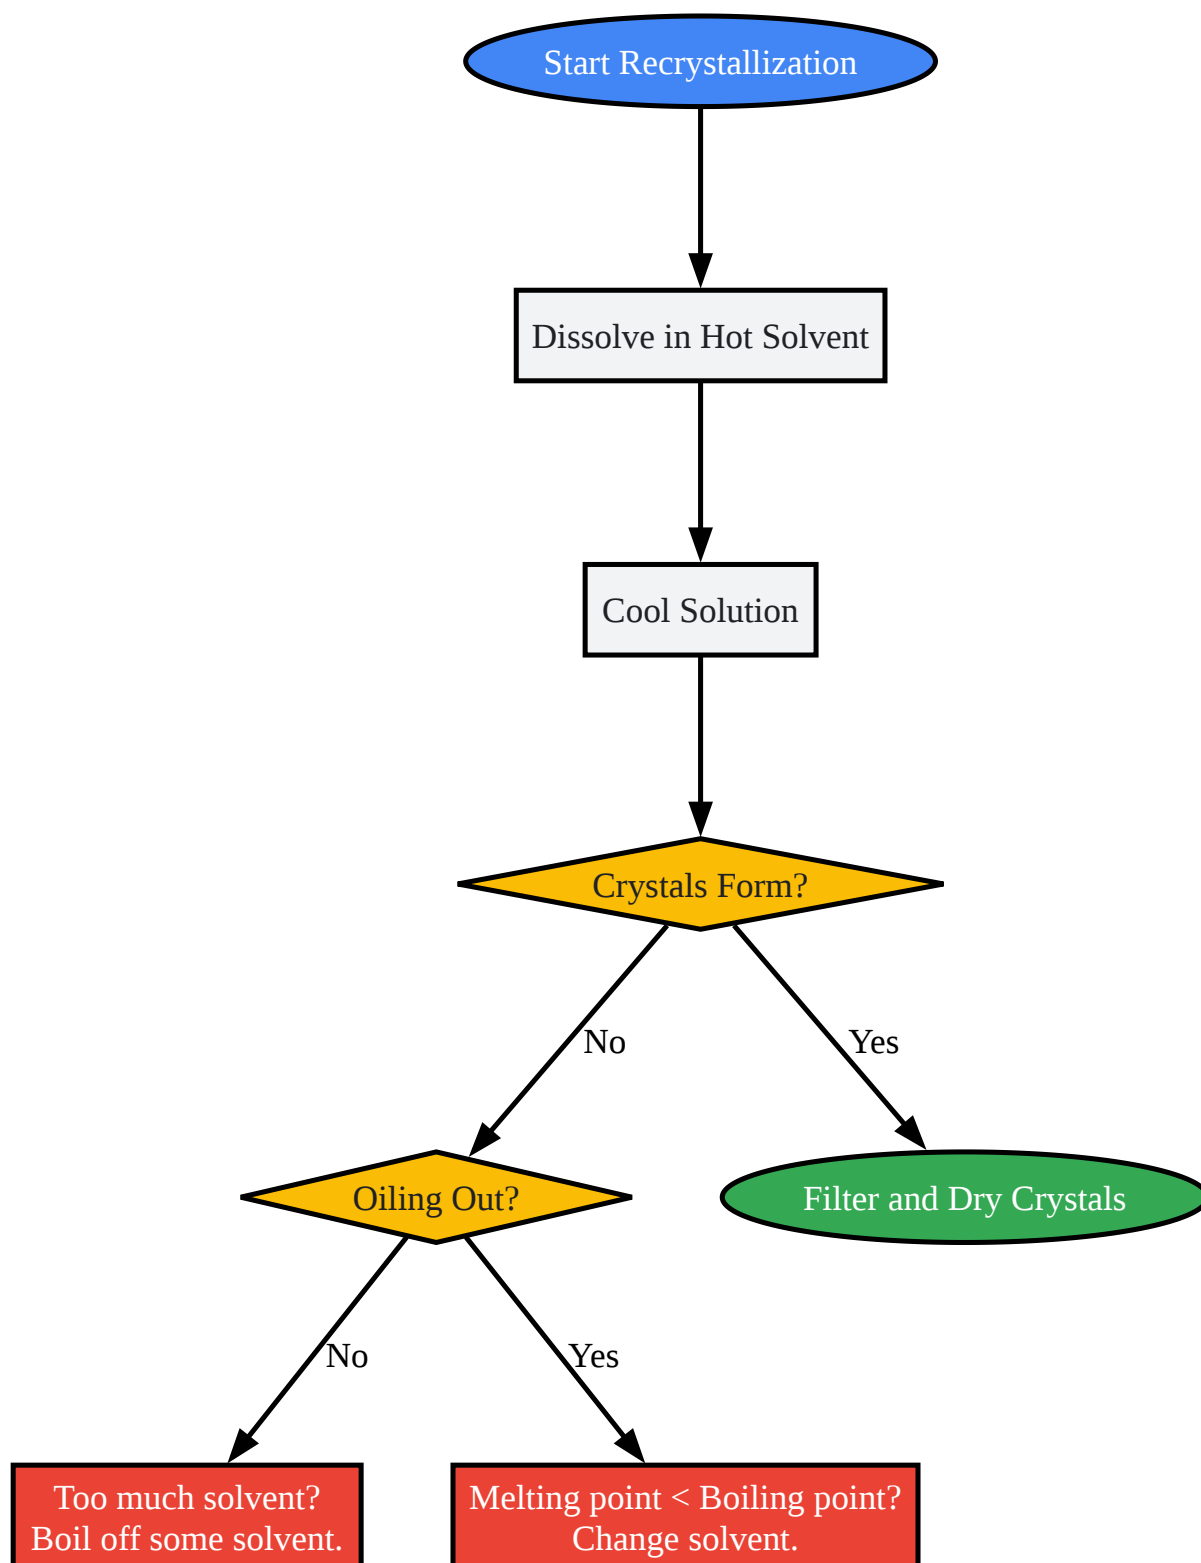 Start Recrystallization
Dissolve in Hot Solvent
Cool Solution
Crystals Form?
No
Yes
Oiling Out?
Filter and Dry Crystals
No
Yes
Too much solvent?
Boil off some solvent.
Melting point < Boiling point?
Change solvent.